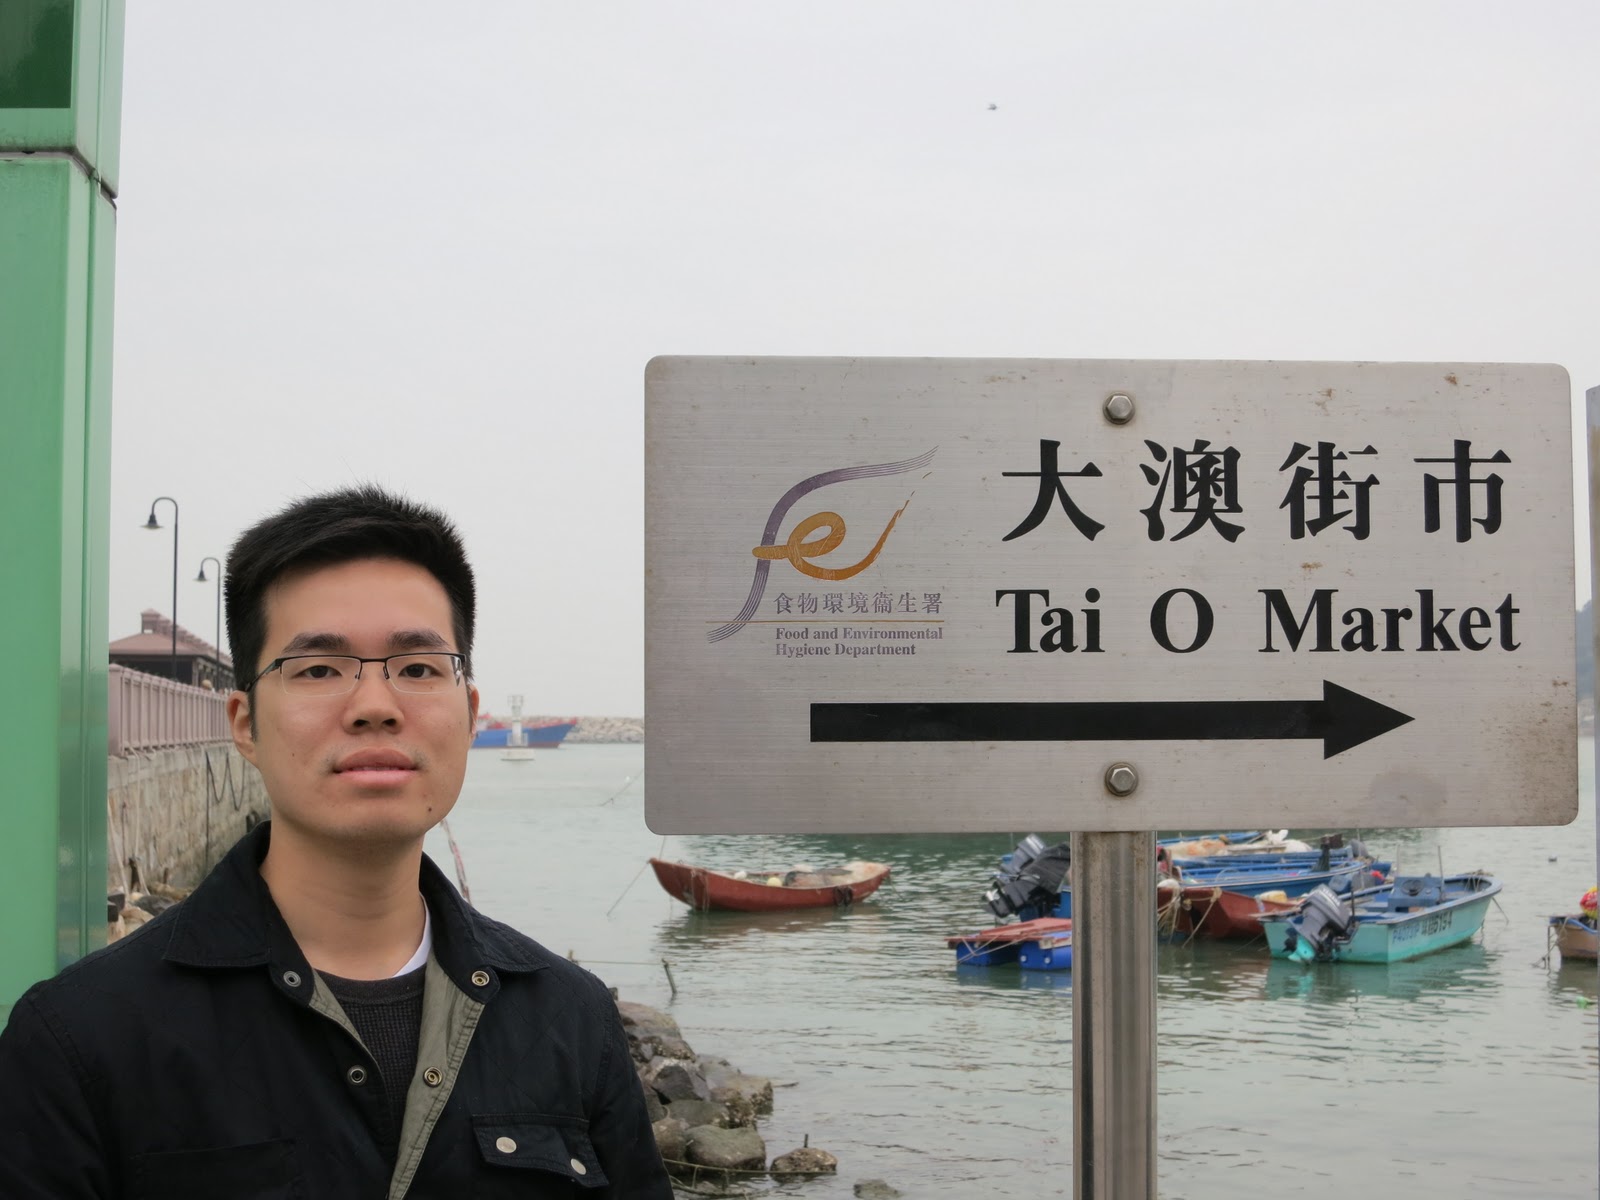 大澳街市
Tai O Market
食物環境衞生署
Food and Environmental
Hygiene Department